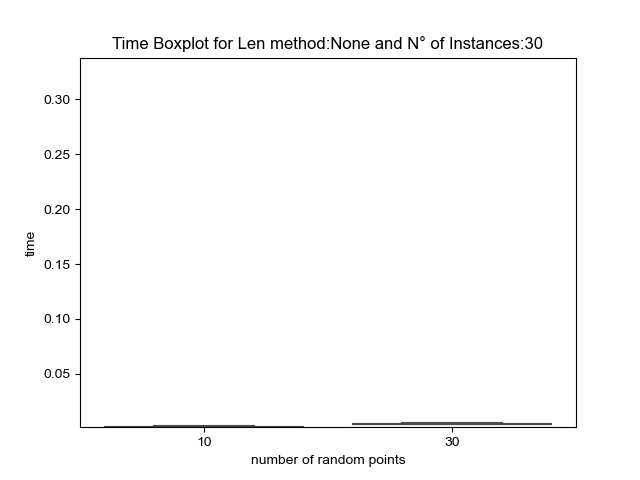 Time Boxplot for Len method:None and N° of Instances:30
0.30
0.25
0.20
0.15
0.10
0.05
time
10 30
number of random points